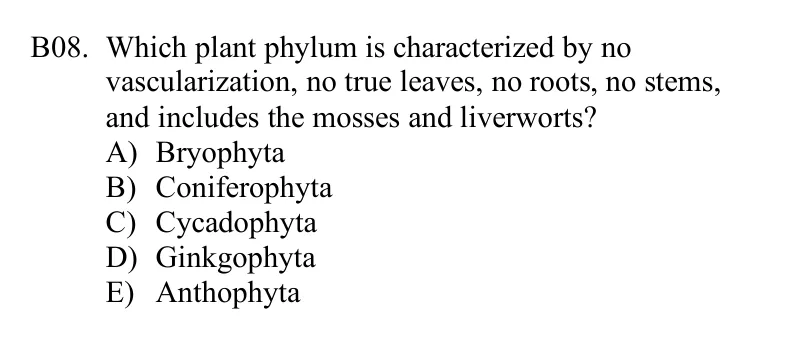 B08. Which plant phylum is characterized by no
vascularization, no true leaves, no roots, no stems,
and includes the mosses and liverworts?
A) Bryophyta
B) Coniferophyta
C) Cycadophyta
D) Ginkgophyta
E) Anthophyta